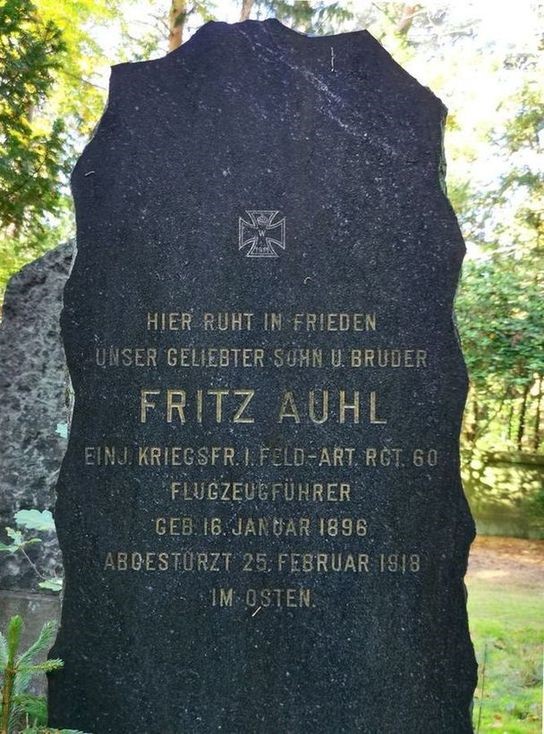 W
HIER RUHT IN FRIEDEN
UNSER GELIEBTER SOHN U. BRUDER
FRITZ AUHL
EINJ. KRIEGSFR. I. FELD-ART. RGT. 60
FLUGZEUGFÜHRER
GEB. 16. JANUAR 1896
ABGESTÜRZT 25. FEBRUAR 1918
IM OSTEN.